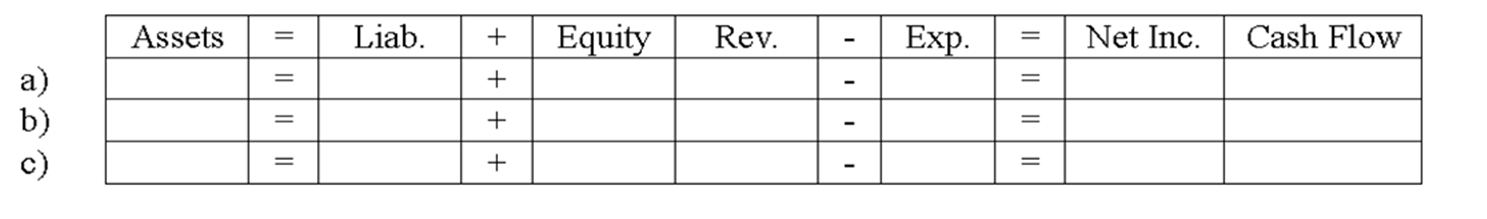 Assets = Liab. + Equity Rev. - Exp. = Net Inc. Cash Flow
a) = + - =
b) = + - =
c) = + - =